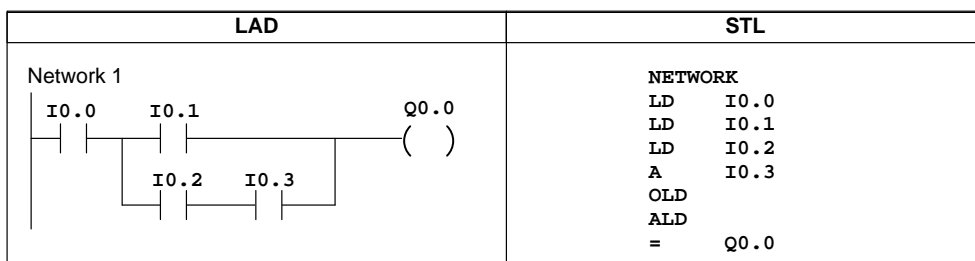 LAD
STL
Network 1
I0.0 I0.1 Q0.0
I0.2 I0.3
NETWORK
LD I0.0
LD I0.1
LD I0.2
A I0.3
OLD
ALD
= Q0.0